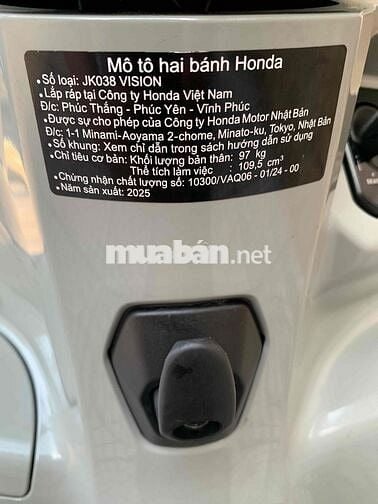 Mô tô hai bánh Honda
• Số loại: JK038 VISION
• Lắp ráp tại Công ty Honda Việt Nam
Đ/c: Phúc Thắng - Phúc Yên - Vĩnh Phúc
• Được sự cho phép của Công ty Honda Motor Nhật Bản
Đ/c: 1-1 Minami-Aoyama 2-chome, Minato-ku, Tokyo, Nhật Bản
• Số khung: Xem chỉ dẫn trong sách hướng dẫn sử dụng
• Chỉ tiêu cơ bản: Khối lượng bản thân: 97 kg
Thể tích làm việc : 109,5 cm³
• Chứng nhận chất lượng số: 10300/VAQ06 - 01/24 - 00
• Năm sản xuất: 2025
muaban.net